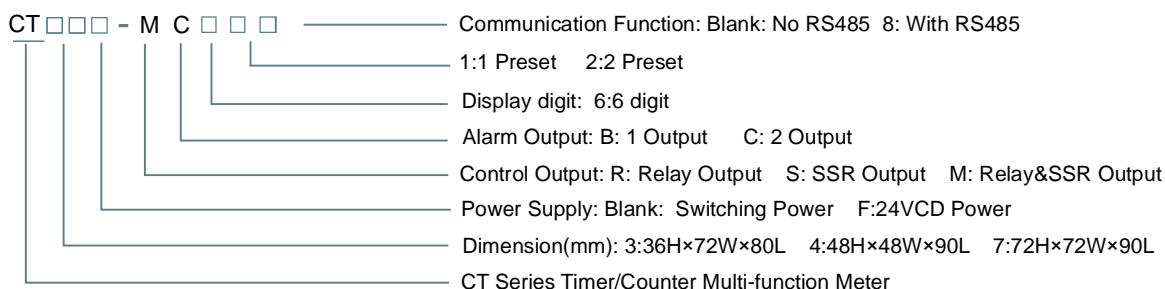 CT□□□-MC□□□ Communication Function: Blank: No RS485 8: With RS485
1:1 Preset 2:2 Preset
Display digit: 6:6 digit
Alarm Output: B: 1 Output C: 2 Output
Control Output: R: Relay Output S: SSR Output M: Relay&SSR Output
Power Supply: Blank: Switching Power F:24VCD Power
Dimension(mm): 3:36H×72W×80L 4:48H×48W×90L 7:72H×72W×90L
CT Series Timer/Counter Multi-function Meter